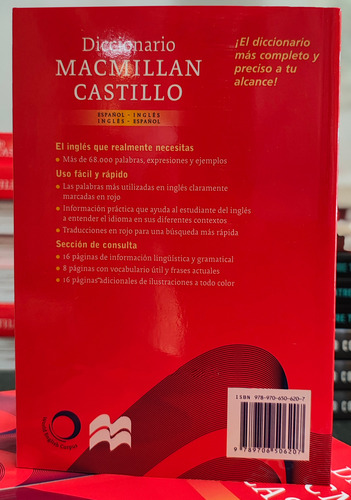 Diccionario
MACMILLAN
CASTILLO
ESPAÑOL - INGLÉS
INGLÉS - ESPAÑOL
¡El diccionario
más completo y
preciso a tu
alcance!
El inglés que realmente necesitas
• Más de 68.000 palabras, expresiones y ejemplos
Uso fácil y rápido
• Las palabras más utilizadas en inglés claramente
marcadas en rojo
• Información práctica que ayuda al estudiante del inglés
a entender el idioma en sus diferentes contextos
• Traducciones en rojo para una búsqueda más rápida
Sección de consulta
• 16 páginas de información lingüística y gramatical
• 8 páginas con vocabulario útil y frases actuales
• 16 páginas adicionales de ilustraciones a todo color
World English Corpus
ISBN 978-970-650-620-7
9 789706 506207